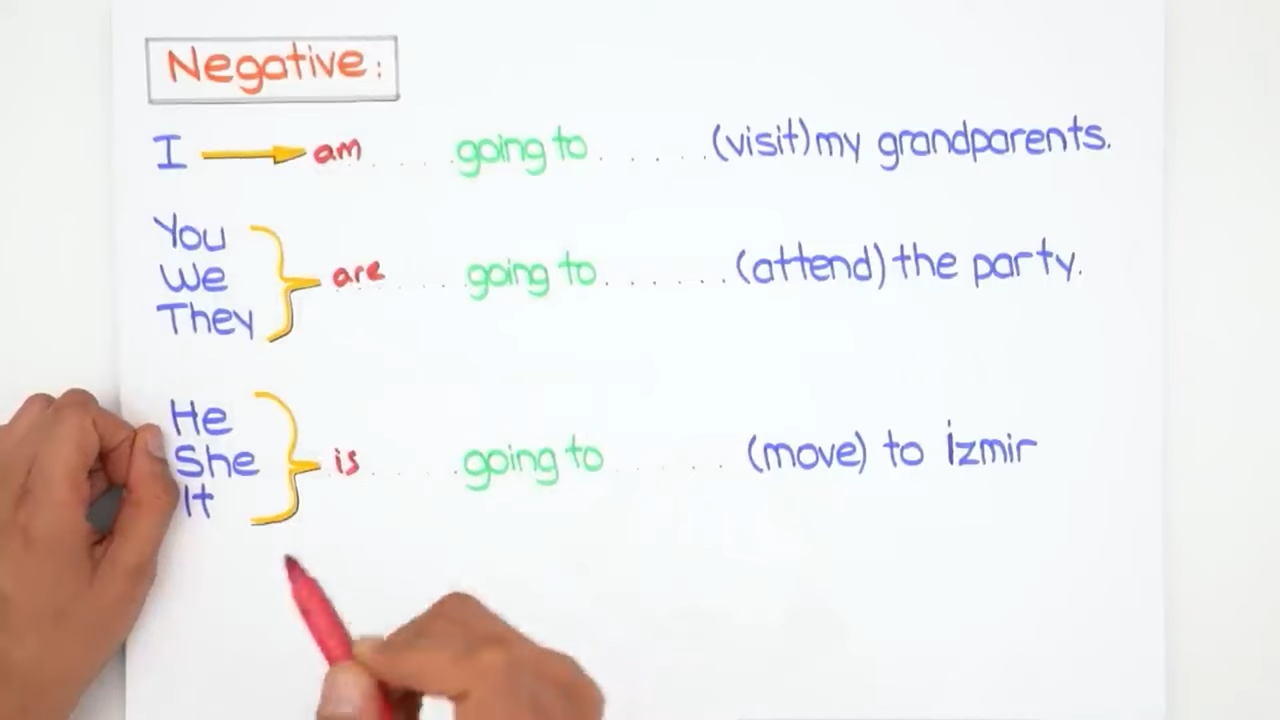 Negative:
I am .... going to ...... (visit) my grandparents.
You
We
They
are .... going to ....... (attend) the party.
He
She
It
is .... going to ...... (move) to İzmir